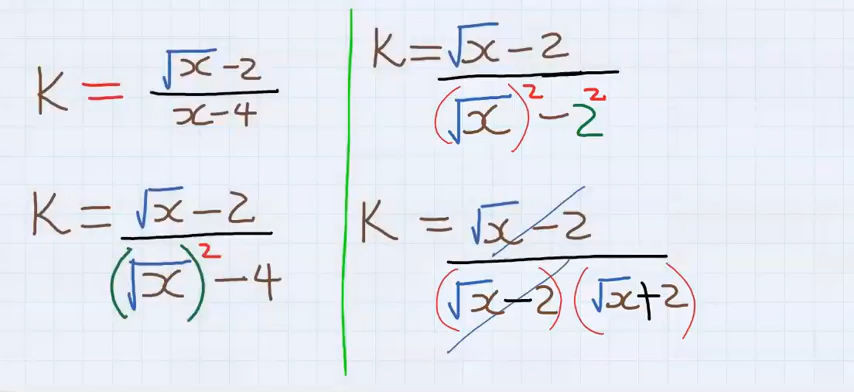 K = (√x - 2)/(x - 4)
K = (√x - 2)/((√x)² - 4)
K = (√x - 2)/((√x)² - 2²)
K = (√x - 2)/((√x - 2)(√x + 2))